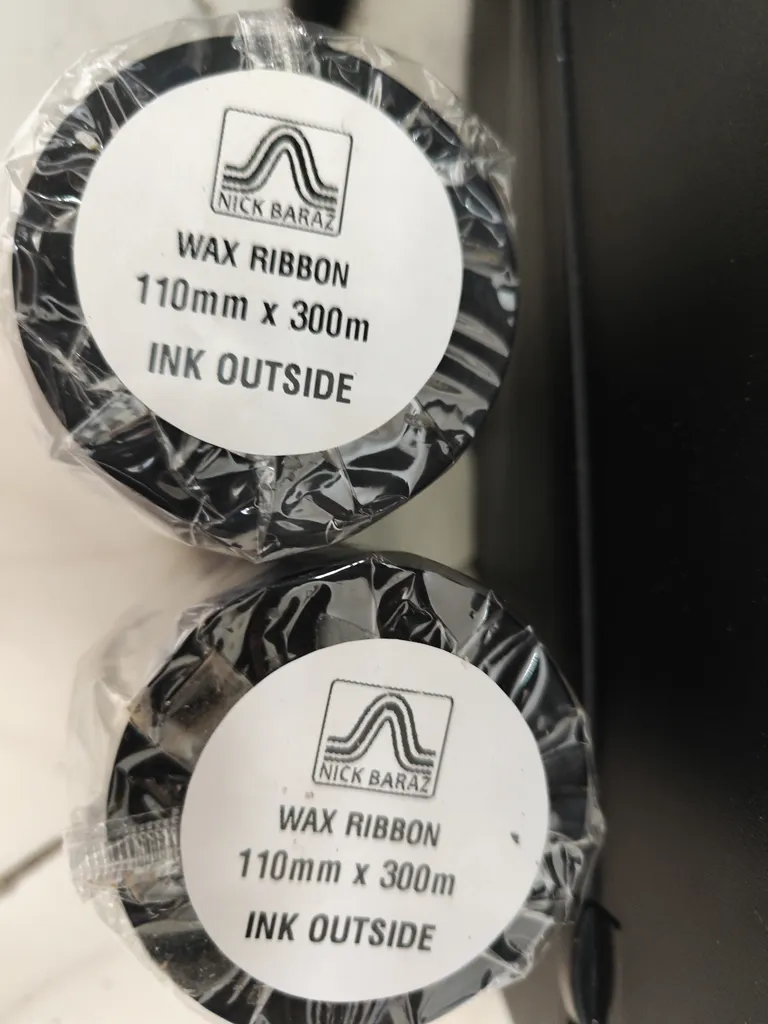 NICK BARAZ
WAX RIBBON
110mm x 300m
INK OUTSIDE
NICK BARAZ
WAX RIBBON
110mm x 300m
INK OUTSIDE